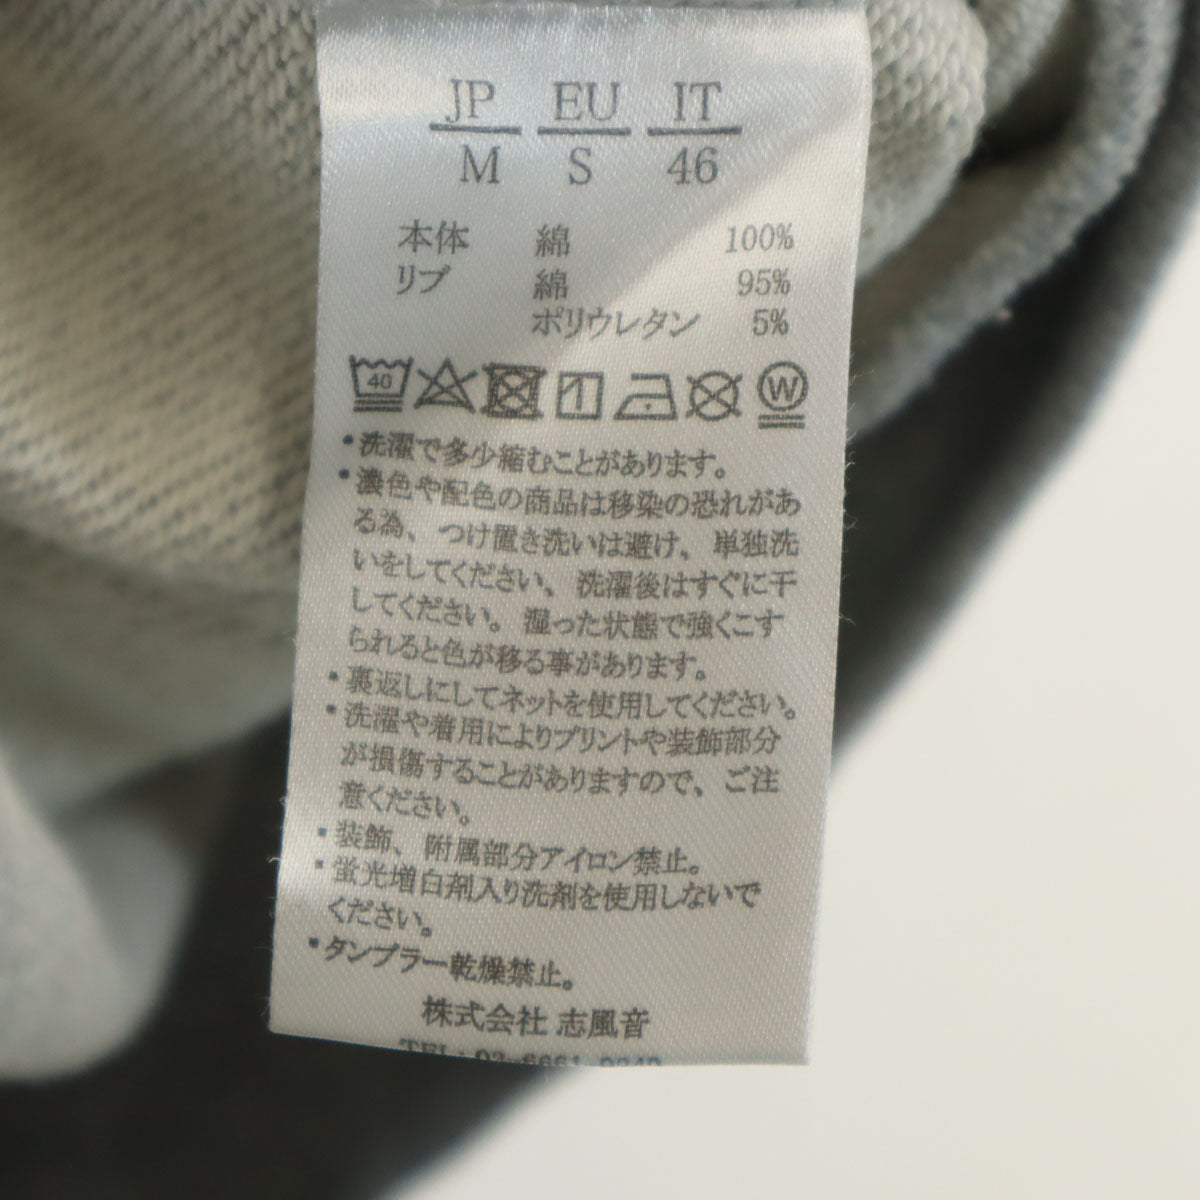 JP EU IT
M S 46
本体 綿 100%
リブ 綿 95%
ポリウレタン 5%
40 W
・洗濯で多少縮むことがあります。
・濃色や配色の商品は移染の恐れがあ
る為、つけ置き洗いは避け、単独洗
いをしてください、洗濯後はすぐに干
してください。湿った状態で強くこす
られると色が移る事があります。
・裏返しにしてネットを使用してください。
・洗濯や着用によりプリントや装飾部分
が損傷することがありますので、ご注
意ください。
・装飾、附属部分アイロン禁止。
・蛍光増白剤入り洗剤を使用しないで
ください。
・タンブラー乾燥禁止。
株式会社 志風音
TEL:03-6661-